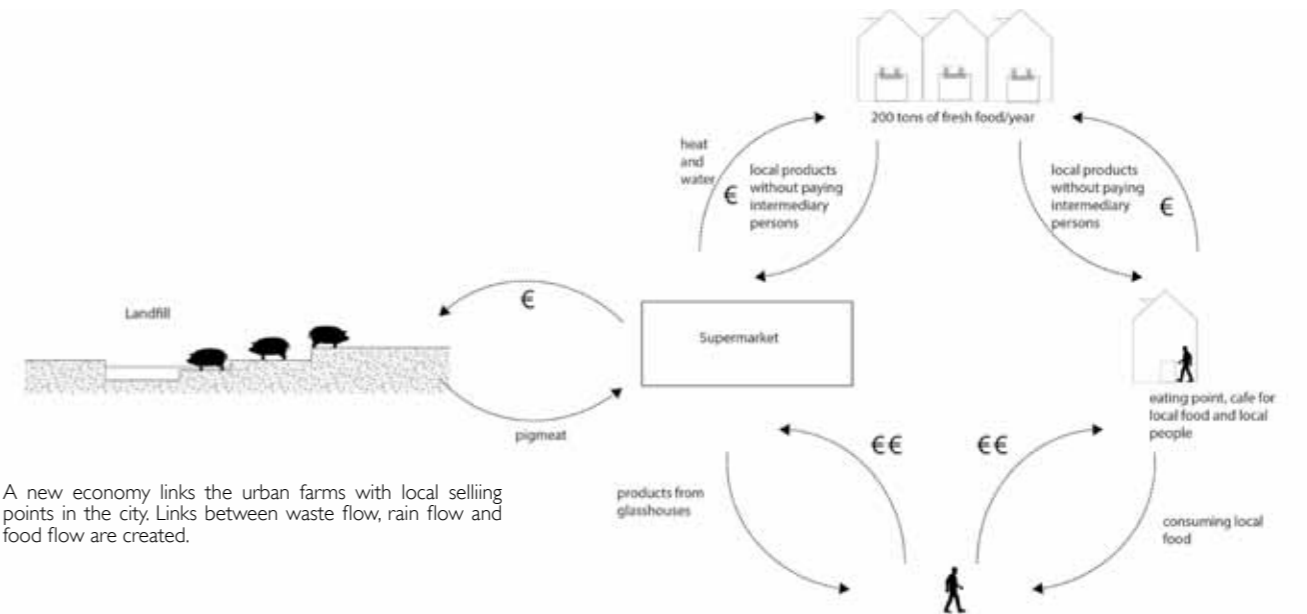 200 tons of fresh food/year
heat
and
water
€
local products
without paying
intermediary
persons
local products
without paying
intermediary
persons
€
€
Landfill
Supermarket
pigmeat
eating point, cafe for
local food and local
people
€€
€€
products from
glasshouses
consuming local
food
A new economy links the urban farms with local selliing
points in the city. Links between waste flow, rain flow and
food flow are created.